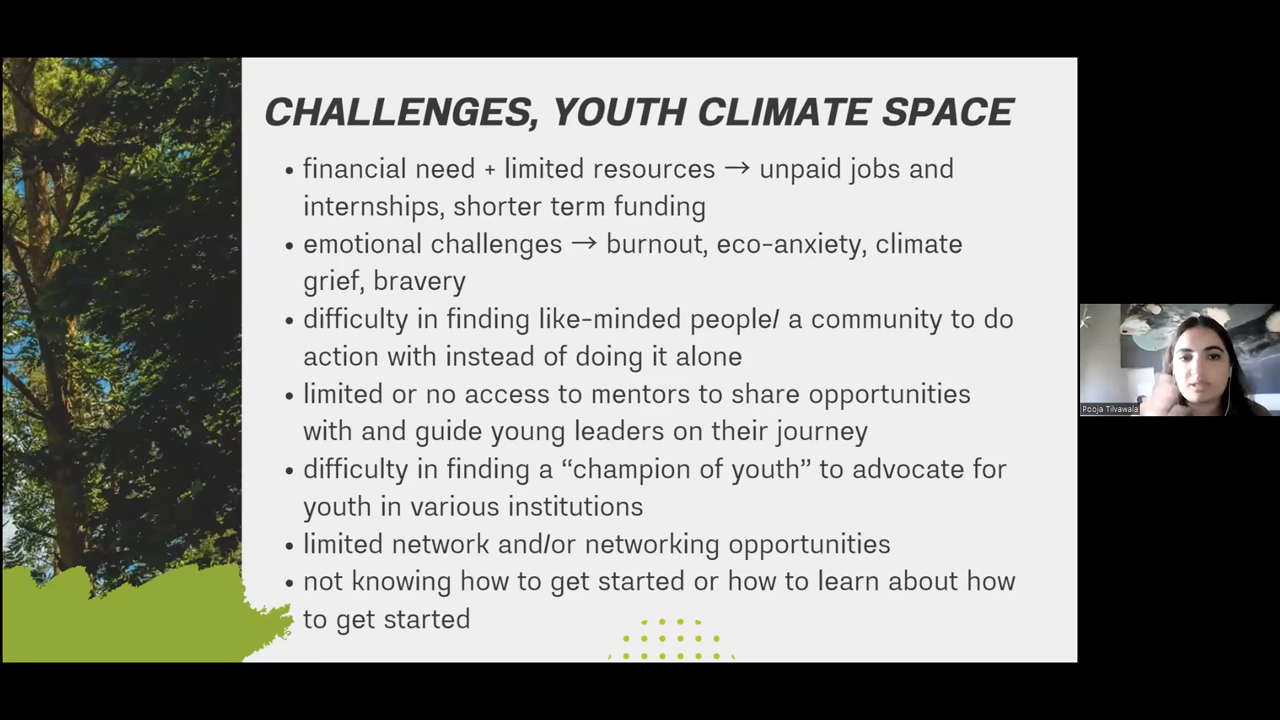 CHALLENGES, YOUTH CLIMATE SPACE
• financial need + limited resources → unpaid jobs and
internships, shorter term funding
• emotional challenges → burnout, eco-anxiety, climate
grief, bravery
• difficulty in finding like-minded people/ a community to do
action with instead of doing it alone
• limited or no access to mentors to share opportunities
with and guide young leaders on their journey
• difficulty in finding a “champion of youth” to advocate for
youth in various institutions
• limited network and/or networking opportunities
• not knowing how to get started or how to learn about how
to get started
Pooja Tilvawala